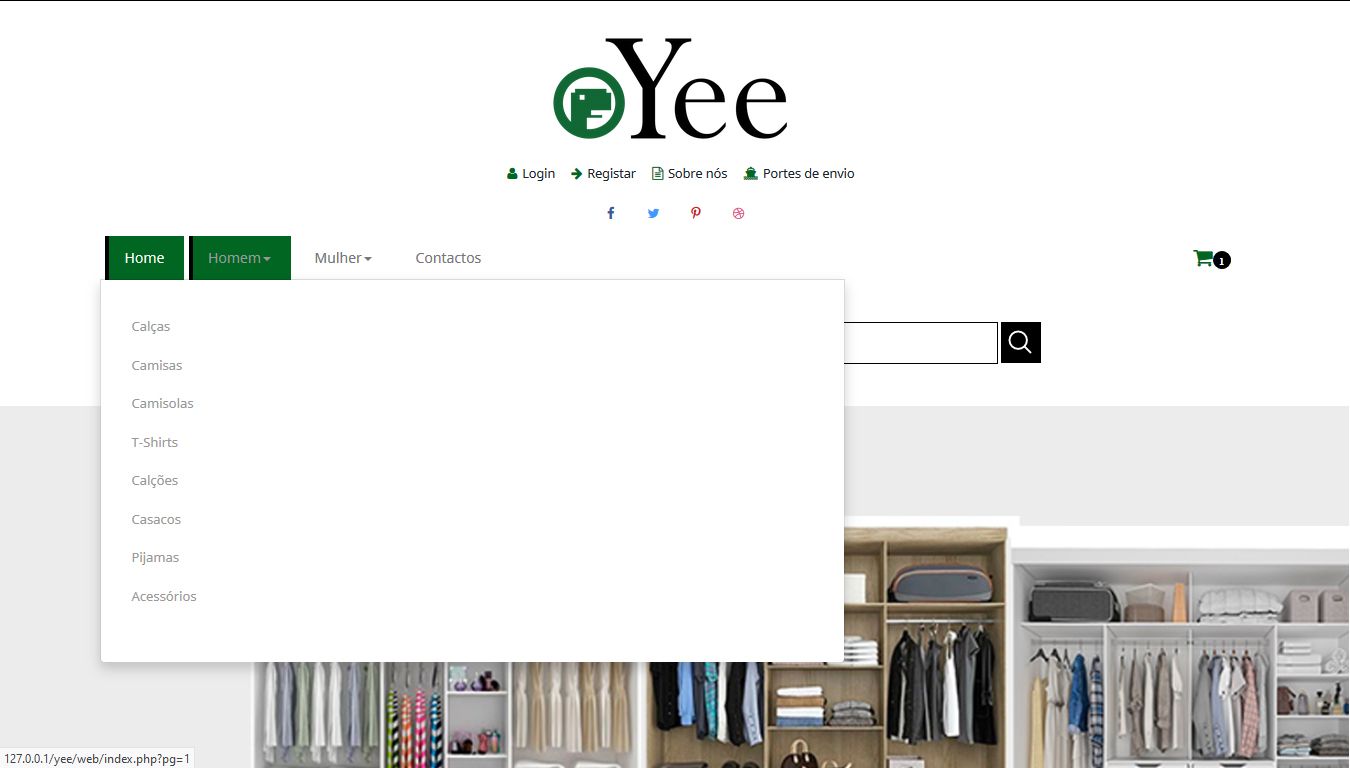 Yee
Login Registar Sobre nós Portes de envio
Home Homem Mulher Contactos
1
Calças
Camisas
Camisolas
T-Shirts
Calções
Casacos
Pijamas
Acessórios
127.0.0.1/yee/web/index.php?pg=1